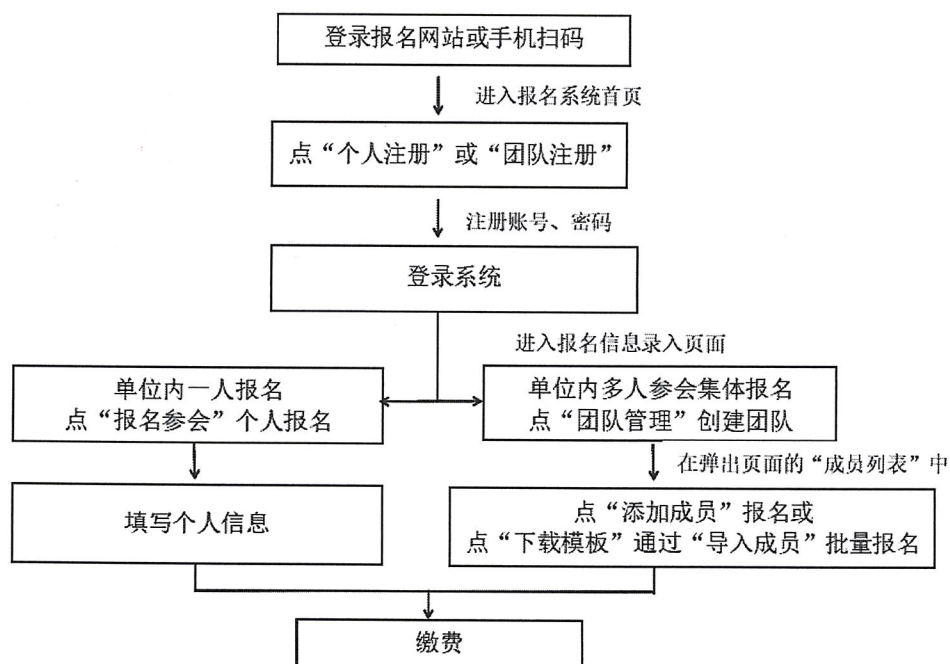 登录报名网站或手机扫码
进入报名系统首页
点“个人注册”或“团队注册”
注册账号、密码
登录系统
进入报名信息录入页面
单位内一人报名
点“报名参会”个人报名
单位内多人参会集体报名
点“团队管理”创建团队
在弹出页面的“成员列表”中
填写个人信息
点“添加成员”报名或
点“下载模板”通过“导入成员”批量报名
缴费